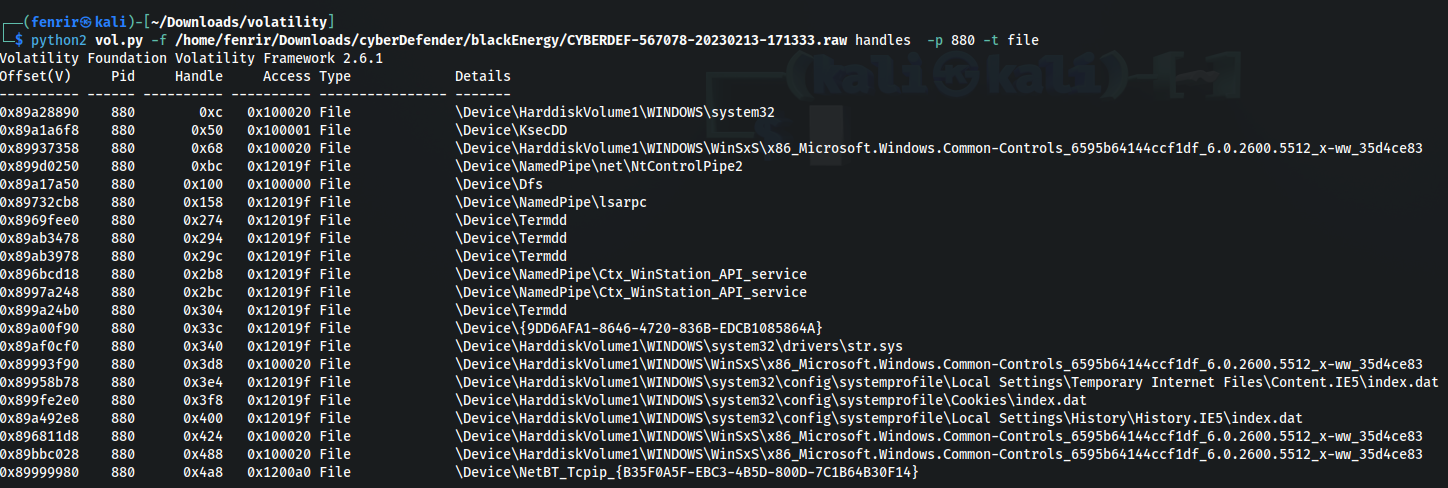 ┌──(fenrir㉿kali)-[~/Downloads/volatility]
└─$ python2 vol.py -f /home/fenrir/Downloads/cyberDefender/blackEnergy/CYBERDEF-567078-20230213-171333.raw handles  -p 880 -t file
Volatility Foundation Volatility Framework 2.6.1
Offset(V)     Pid     Handle     Access Type             Details
---------- ------ ---------- ---------- ---------------- -------
0x89a28890    880        0xc   0x100020 File             \Device\HarddiskVolume1\WINDOWS\system32
0x89a1a6f8    880       0x50   0x100001 File             \Device\KsecDD
0x89937358    880       0x68   0x100020 File             \Device\HarddiskVolume1\WINDOWS\WinSxS\x86_Microsoft.Windows.Common-Controls_6595b64144ccf1df_6.0.2600.5512_x-ww_35d4ce83
0x899d0250    880       0xbc   0x12019f File             \Device\NamedPipe\net\NtControlPipe2
0x89a17a50    880      0x100   0x100000 File             \Device\Dfs
0x89732cb8    880      0x158   0x12019f File             \Device\NamedPipe\lsarpc
0x8969fee0    880      0x274   0x12019f File             \Device\Termdd
0x89ab3478    880      0x294   0x12019f File             \Device\Termdd
0x89ab3978    880      0x29c   0x12019f File             \Device\Termdd
0x896bcd18    880      0x2b8   0x12019f File             \Device\NamedPipe\Ctx_WinStation_API_service
0x8997a248    880      0x2bc   0x12019f File             \Device\NamedPipe\Ctx_WinStation_API_service
0x899a24b0    880      0x304   0x12019f File             \Device\Termdd
0x89a00f90    880      0x33c   0x12019f File             \Device\{9DD6AFA1-8646-4720-836B-EDCB1085864A}
0x89af0cf0    880      0x340   0x12019f File             \Device\HarddiskVolume1\WINDOWS\system32\drivers\str.sys
0x89993f90    880      0x3d8   0x100020 File             \Device\HarddiskVolume1\WINDOWS\WinSxS\x86_Microsoft.Windows.Common-Controls_6595b64144ccf1df_6.0.2600.5512_x-ww_35d4ce83
0x89958b78    880      0x3e4   0x12019f File             \Device\HarddiskVolume1\WINDOWS\system32\config\systemprofile\Local Settings\Temporary Internet Files\Content.IE5\index.dat
0x899fe2e0    880      0x3f8   0x12019f File             \Device\HarddiskVolume1\WINDOWS\system32\config\systemprofile\Cookies\index.dat
0x89a492e8    880      0x400   0x12019f File             \Device\HarddiskVolume1\WINDOWS\system32\config\systemprofile\Local Settings\History\History.IE5\index.dat
0x896811d8    880      0x424   0x100020 File             \Device\HarddiskVolume1\WINDOWS\WinSxS\x86_Microsoft.Windows.Common-Controls_6595b64144ccf1df_6.0.2600.5512_x-ww_35d4ce83
0x89bbc028    880      0x488   0x100020 File             \Device\HarddiskVolume1\WINDOWS\WinSxS\x86_Microsoft.Windows.Common-Controls_6595b64144ccf1df_6.0.2600.5512_x-ww_35d4ce83
0x89999980    880      0x4a8   0x1200a0 File             \Device\NetBT_Tcpip_{B35F0A5F-EBC3-4B5D-800D-7C1B64B30F14}
(kali㉿kali)-[~]